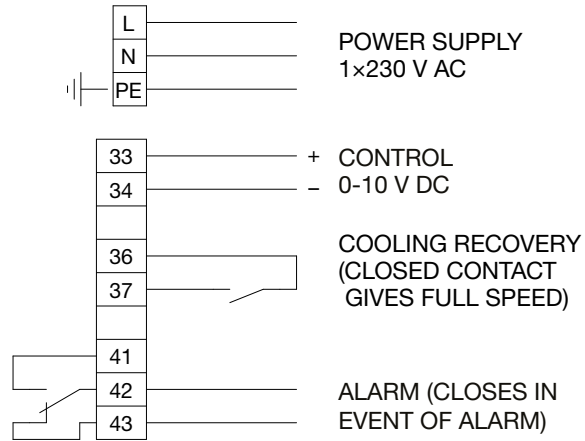 L
N
PE
POWER SUPPLY
1×230 V AC
33
34
+ CONTROL
– 0-10 V DC
36
37
COOLING RECOVERY
(CLOSED CONTACT
GIVES FULL SPEED)
41
42
43
ALARM (CLOSES IN
EVENT OF ALARM)